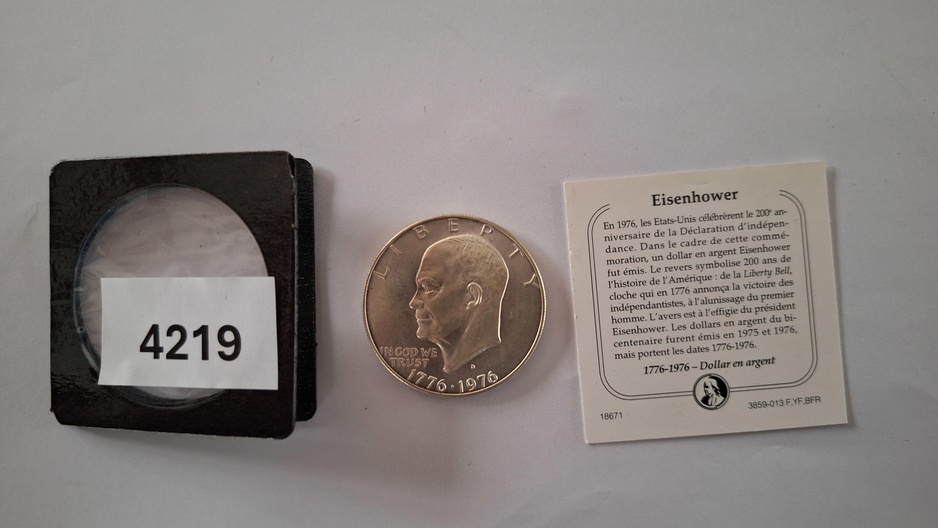 4219
LIBERTY
IN GOD WE
TRUST
1776·1976
Eisenhower
En 1976, les Etats-Unis célébrèrent le 200e an-
niversaire de la Déclaration d'indépen-
dance. Dans le cadre de cette commé-
moration, un dollar en argent Eisenhower
fut émis. Le revers symbolise 200 ans de
l'histoire de l'Amérique : de la Liberty Bell,
cloche qui en 1776 annonça la victoire des
indépendantistes, à l'alunissage du premier
homme. L'avers est à l'effigie du président
Eisenhower. Les dollars en argent du bi-
centenaire furent émis en 1975 et 1976,
mais portent les dates 1776-1976.
1776-1976 – Dollar en argent
18671
3859-013 F,YF,BFR